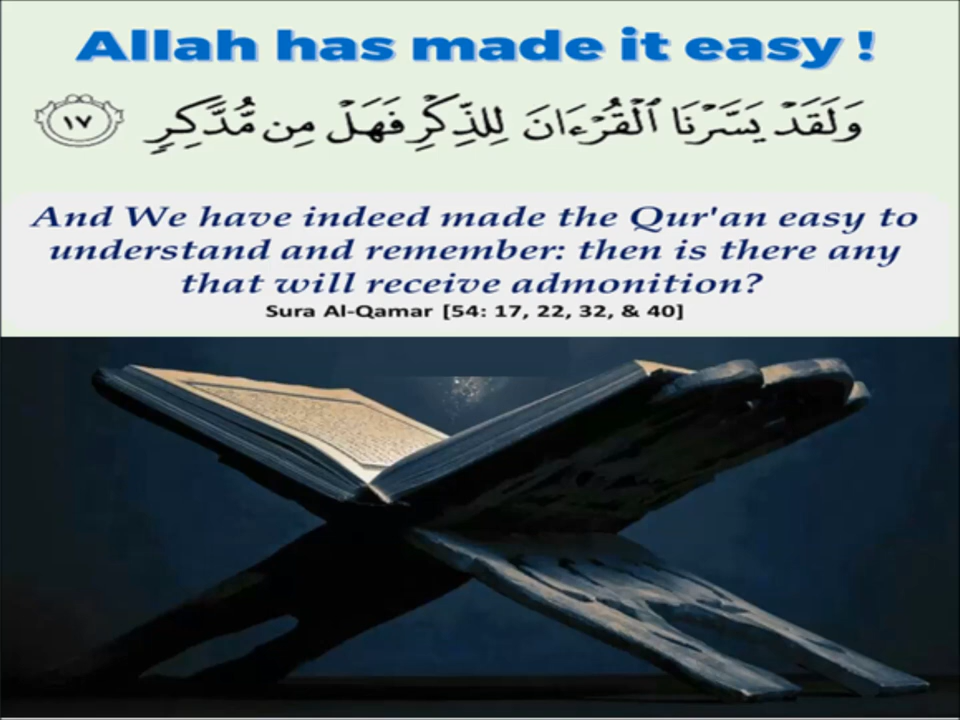 Allah has made it easy !
وَلَقَدْ يَسَّرْنَا ٱلْقُرْءَانَ لِلذِّكْرِ فَهَلْ مِن مُّدَّكِرٍ ١٧
And We have indeed made the Qur'an easy to
understand and remember: then is there any
that will receive admonition?
Sura Al-Qamar [54: 17, 22, 32, & 40]